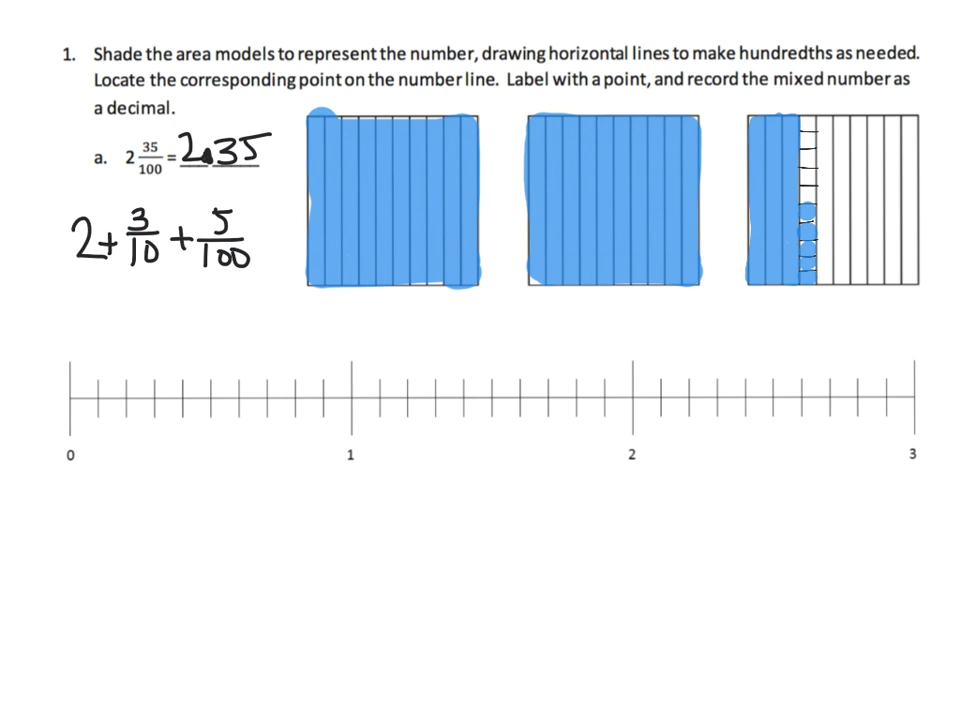 1. Shade the area models to represent the number, drawing horizontal lines to make hundredths as needed.
Locate the corresponding point on the number line. Label with a point, and record the mixed number as
a decimal.
a. 2 35/100 = 2.35
2 + 3/10 + 5/100
0 1 2 3